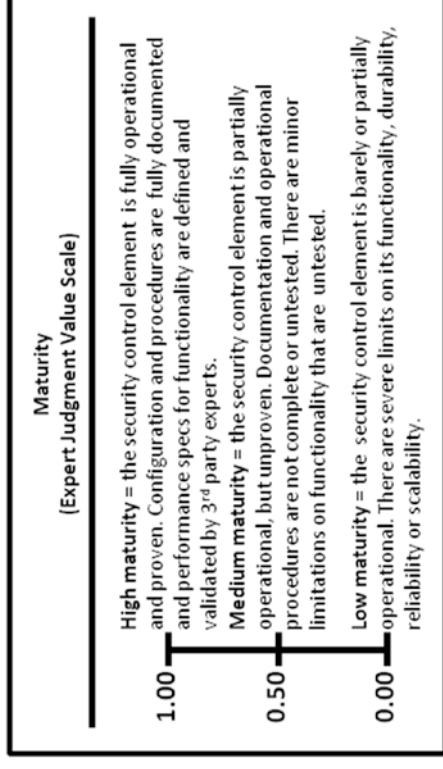 Maturity
(Expert Judgment Value Scale)
High maturity = the security control element is fully operational
and proven. Configuration and procedures are fully documented
1.00
and performance specs for functionality are defined and
validated by 3rd party experts.
Medium maturity = the security control element is partially
0.50
operational, but unproven. Documentation and operational
procedures are not complete or untested. There are minor
limitations on functionality that are untested.
Low maturity = the security control element is barely or partially
0.00
operational. There are severe limits on its functionality, durability,
reliability or scalability.